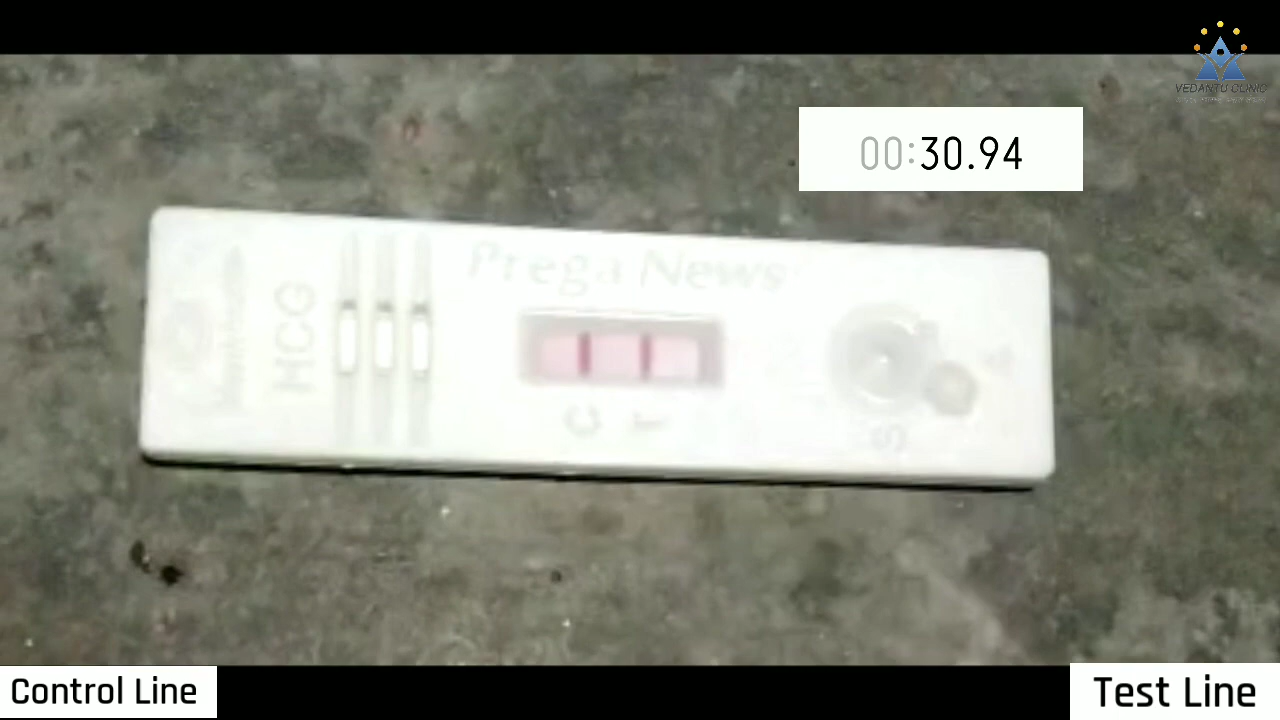 VEDANTU CLINIC
00:30.94
Prega News
HCG
C T
S
Control Line
Test Line